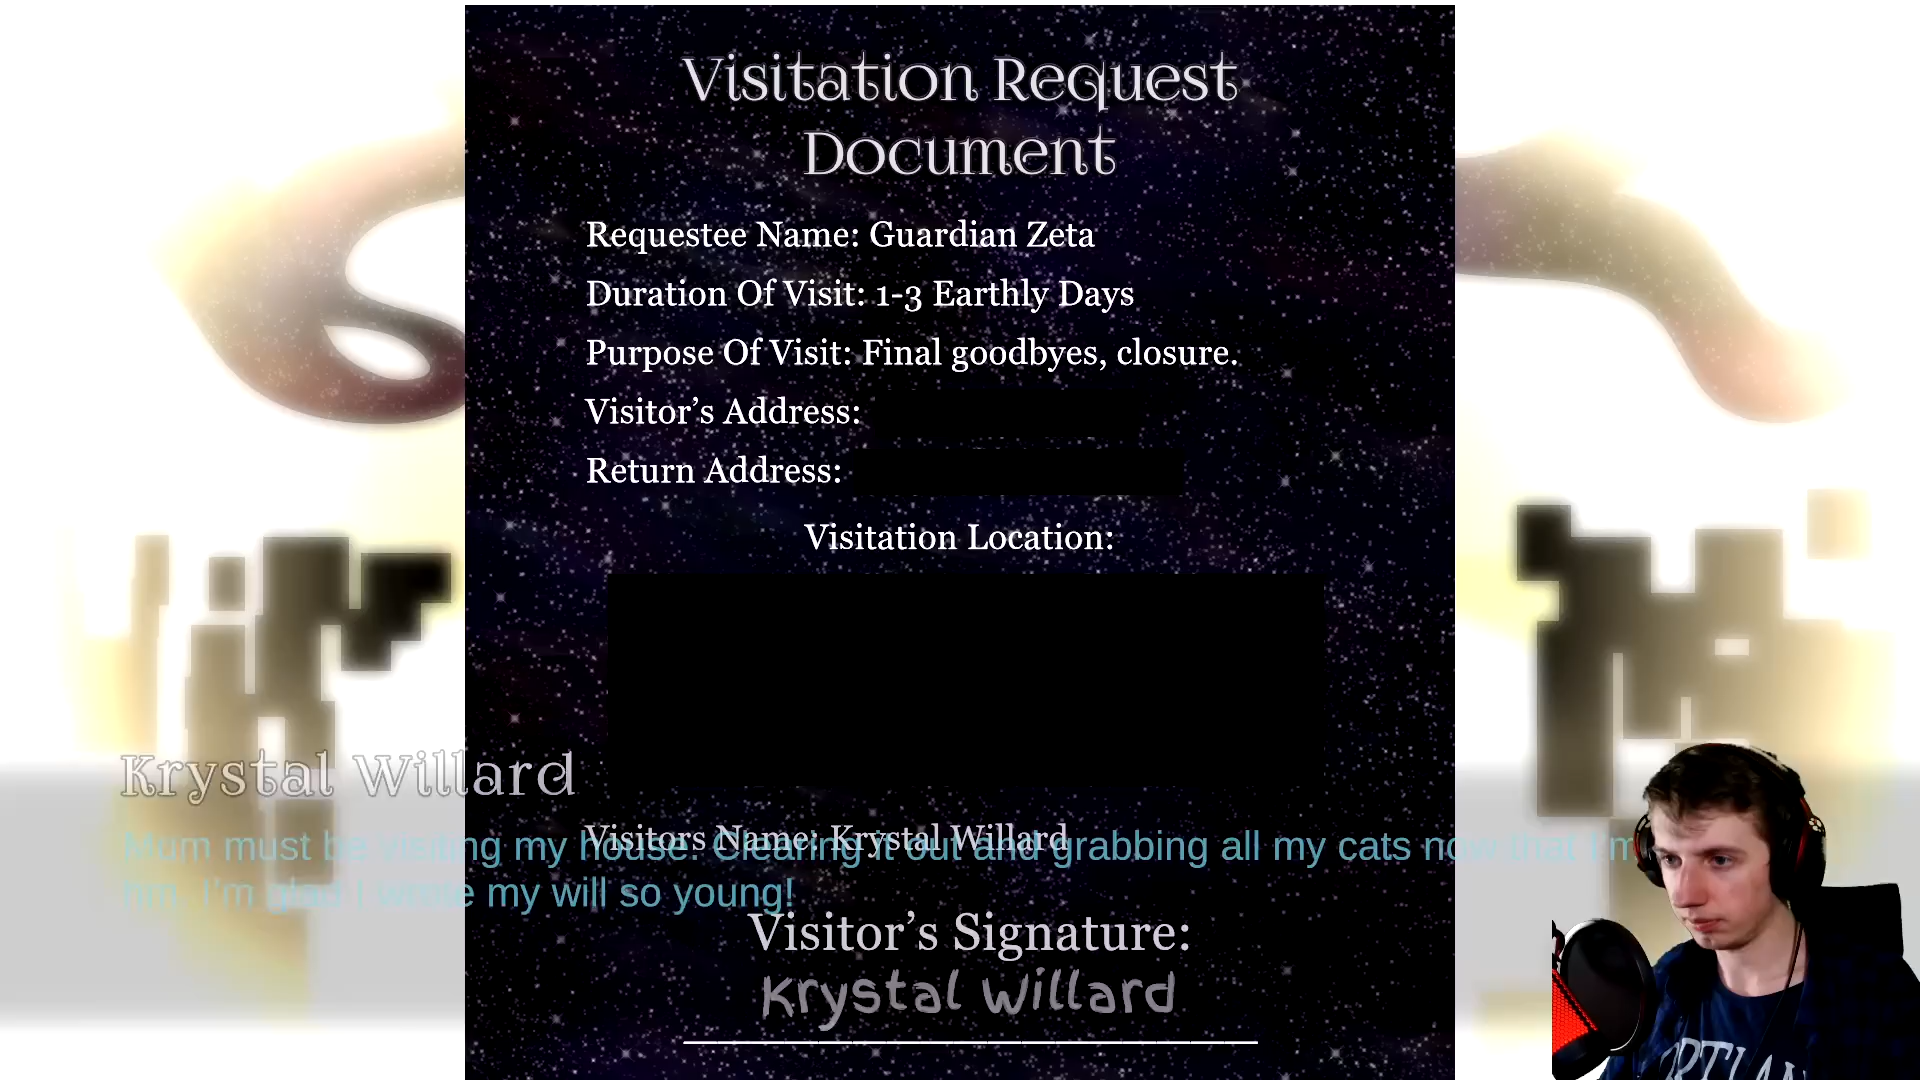 Visitation Request
Document
Requestee Name: Guardian Zeta
Duration Of Visit: 1-3 Earthly Days
Purpose Of Visit: Final goodbyes, closure.
Visitor's Address:
Return Address:
Visitation Location:
Krystal Willard
Visitors Name: Krystal Willard
Mum must be visiting my house. Clearing it out and grabbing all my cats now that I'm
hm. I'm glad I wrote my will so young!
Visitor's Signature:
Krystal Willard